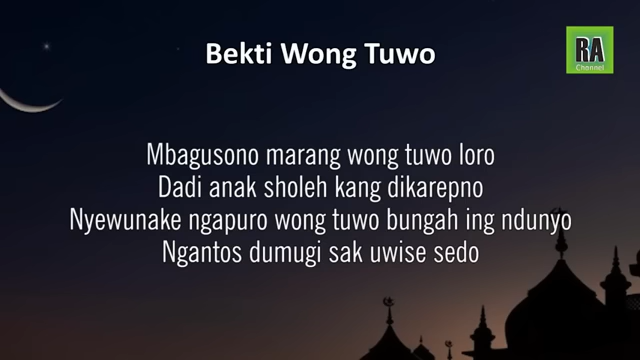 Bekti Wong Tuwo
RA
Channel
Mbagusono marang wong tuwo loro
Dadi anak sholeh kang dikarepno
Nyewunake ngapuro wong tuwo bungah ing ndunyo
Ngantos dumugi sak uwise sedo